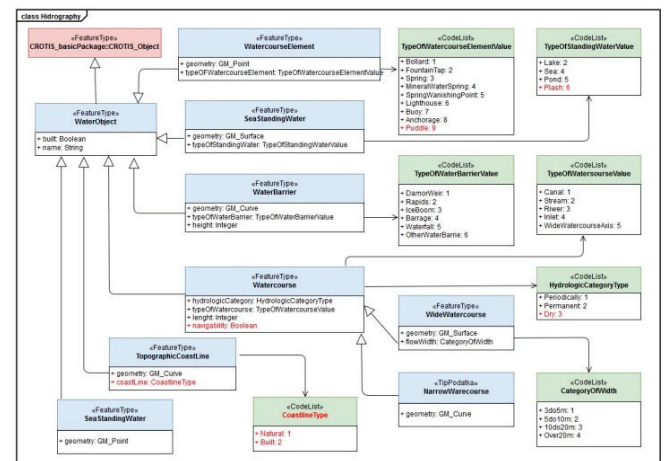 class Hidrography
«FeatureType»
CROTIS_basicPackage::CROTIS_Object
«FeatureType»
WatercourseElement
+ geometry: GM_Point
+ typeOFWatercourseElement: TypeOfWatercourseElementValue
«CodeList»
TypeOfWatercourseElementValue
+ Bollard: 1
+ FountainTap: 2
+ Spring: 3
+ MineralWaterSpring: 4
+ SpringWanishingPoint: 5
+ Lighthouse: 6
+ Buoy: 7
+ Anchorage: 8
+ Puddle: 9
«CodeList»
TypeOfStandingWaterValue
+ Lake: 2
+ Sea: 4
+ Pond: 5
+ Plash: 6
«FeatureType»
WaterObject
+ built: Boolean
+ name: String
«FeatureType»
SeaStandingWater
+ geometry: GM_Surface
+ typeOfStandingWater: TypeOfStandingWaterValue
«FeatureType»
WaterBarrier
+ geometry: GM_Curve
+ typeOfWaterBarrier: TypeOfWaterBarrierValue
+ height: Integer
«CodeList»
TypeOfWaterBarrierValue
+ DamorWeir: 1
+ Rapids: 2
+ IceBoom: 3
+ Barrage: 4
+ Waterfall: 5
+ OtherWaterBarrie: 6
«CodeList»
TypeOfWatsourseValue
+ Canal: 1
+ Stream: 2
+ Riwer: 3
+ Inlet: 4
+ WideWatercourseAxis: 5
«FeatureType»
Watercourse
+ hydrologicCategory: HydrologicCategoryType
+ typeOfWatercourse: TypeOfWatercourseValue
+ lenght: Integer
+ navigability: Boolean
«CodeList»
HydrologicCategoryType
+ Periodically: 1
+ Permanent: 2
+ Dry: 3
«FeatureType»
WideWatercourse
+ geometry: GM_Surface
+ flowWidth: CategoryOfWidth
«FeatureType»
TopographicCoastLine
+ geometry: GM_Curve
+ coastLine: CoastlineType
«CodeList»
CoastineType
+ Natural: 1
+ Built: 2
«TipPodatka»
NarrowWarecourse
+ geometry: GM_Curve
«CodeList»
CategoryOfWidth
+ 3do5m: 1
+ 5do10m: 2
+ 10do20m: 3
+ Over20m: 4
«FeatureType»
SeaStandingWater
+ geometry: GM_Point